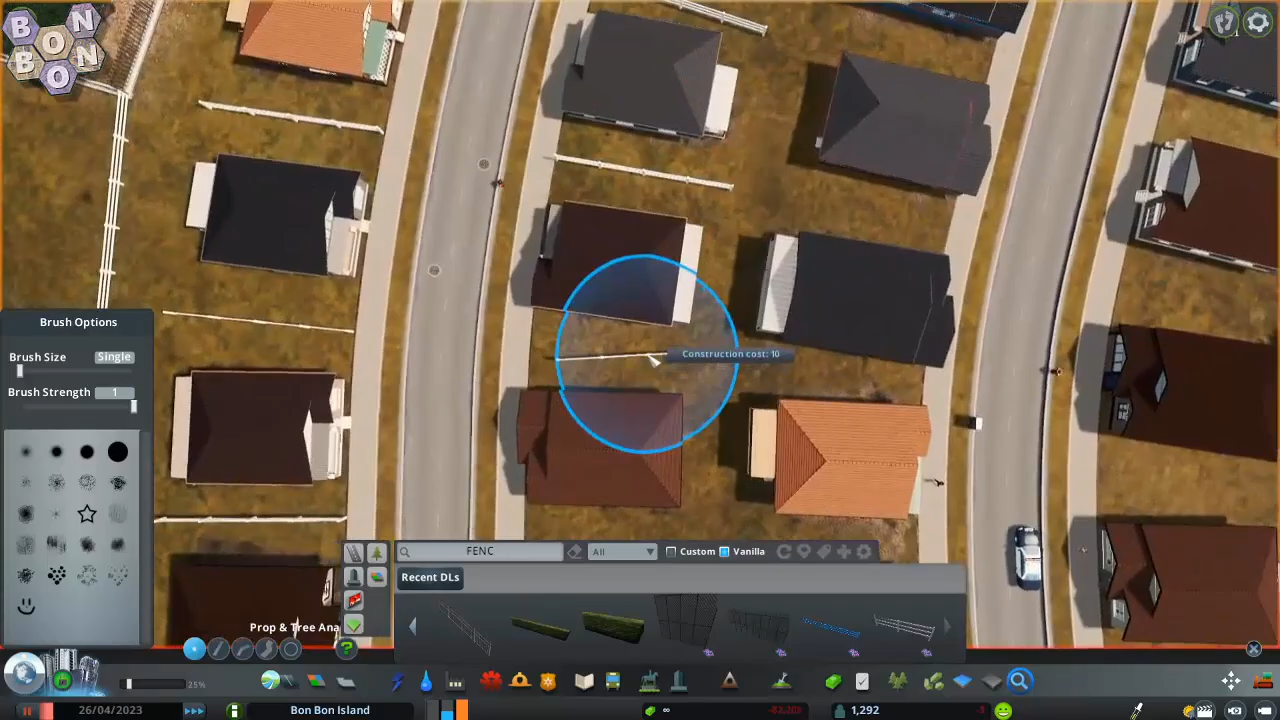 BON
BON
Construction cost: 10
Brush Options
Brush Size Single
Brush Strength 1
FENC All Custom Vanilla
Recent DLs
Prop & Tree Ana
25%
26/04/2023 Bon Bon Island ∞ 1,292